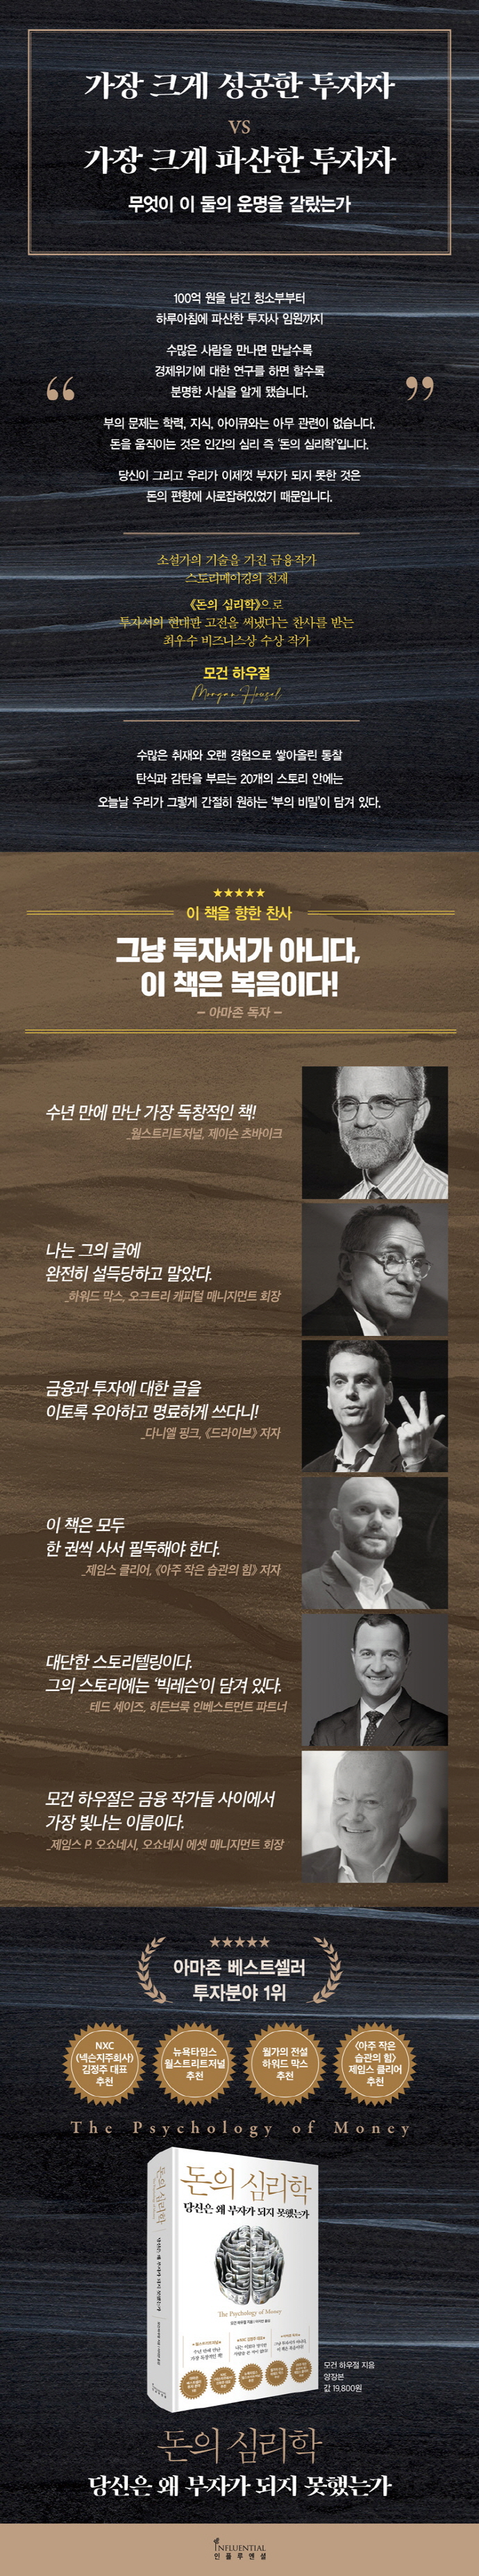 가장 크게 성공한 투자자
VS
가장 크게 파산한 투자자
무엇이 이 둘의 운명을 갈랐는가
100억 원을 남긴 청소부부터
하루아침에 파산한 투자사 임원까지
수많은 사람을 만나면 만날수록
경제위기에 대한 연구를 하면 할수록
분명한 사실을 알게 됐습니다.
부의 문제는 학력, 지식, 아이큐와는 아무 관련이 없습니다.
돈을 움직이는 것은 인간의 심리 즉 '돈의 심리학'입니다.
당신이 그리고 우리가 이제껏 부자가 되지 못한 것은
돈의 편향에 사로잡혀있었기 때문입니다.
소설가의 기술을 가진 금융작가
스토리메이킹의 천재
《돈의 심리학》으로
투자서의 현대판 고전을 써냈다는 찬사를 받는
최우수 비즈니스상 수상 작가
모건 하우절
Morgan Housel
수많은 취재와 오랜 경험으로 쌓아올린 통찰
탄식과 감탄을 부르는 20개의 스토리 안에는
오늘날 우리가 그렇게 간절히 원하는 '부의 비밀'이 담겨 있다.
★★★★★
이 책을 향한 찬사
그냥 투자서가 아니다,
이 책은 복음이다!
– 아마존 독자 –
수년 만에 만난 가장 독창적인 책!
_월스트리트저널, 제이슨 츠바이크
나는 그의 글에
완전히 설득당하고 말았다.
_하워드 막스, 오크트리 캐피털 매니지먼트 회장
금융과 투자에 대한 글을
이토록 우아하고 명료하게 쓰다니!
_다니엘 핑크, 《드라이브》 저자
이 책은 모두
한 권씩 사서 필독해야 한다.
_제임스 클리어, 《아주 작은 습관의 힘》 저자
대단한 스토리텔링이다.
그의 스토리에는 '빅레슨'이 담겨 있다.
테드 세이즈, 히든브룩 인베스트먼트 파트너
모건 하우절은 금융 작가들 사이에서
가장 빛나는 이름이다.
_제임스 P. 오쇼네시, 오쇼네시 에셋 매니지먼트 회장
★★★★★
아마존 베스트셀러
투자분야 1위
NXC
(넥슨지주회사)
김정주 대표
추천
뉴욕타임스
월스트리트저널
추천
월가의 전설
하워드 막스
추천
《아주 작은
습관의 힘》
제임스 클리어
추천
The Psychology of Money
돈의 심리학
당신은 왜 부자가 되지 못했는가
The Psychology of Money
모건 하우절 지음
양장본
값 19,800원
돈의 심리학
당신은 왜 부자가 되지 못했는가
INFLUENTIAL
인플루엔셜